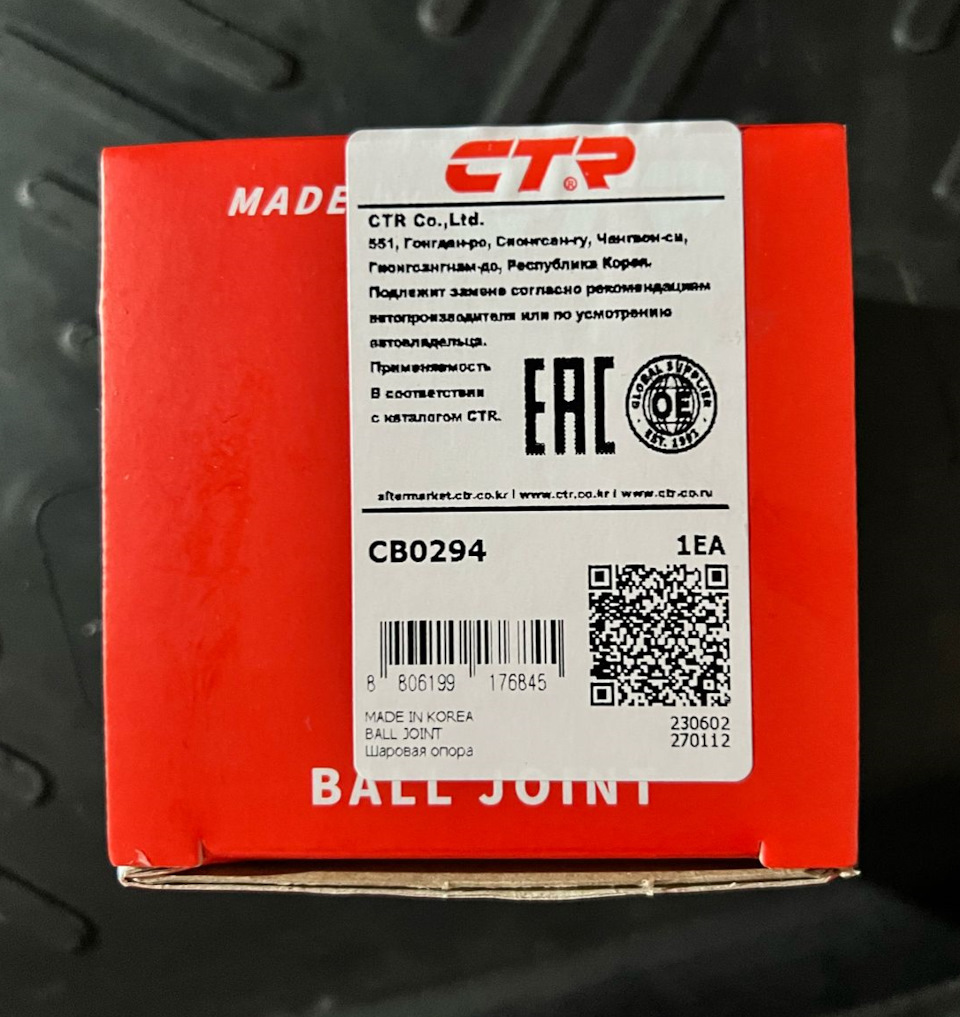 CTR®
MADE
CTR Co.,Ltd.
551, Гонгдан-ро, Сионгсан-гу, Чангвон-си,
Гионгсангнам-до, Республика Корея.
Подлежит замене согласно рекомендациям
автопроизводителя или по усмотрению
автовладельца.
Применяемость
В соответствии
с каталогом CTR.
EAC
GLOBAL SUPPLIER
OE
EST.
aftermarket.ctr.co.kr | www.ctr.co.kr | www.ctr-co.ru
CB0294
1EA
8 806199 176845
MADE IN KOREA
BALL JOINT
Шаровая опора
230602
270112
BALL JOINT